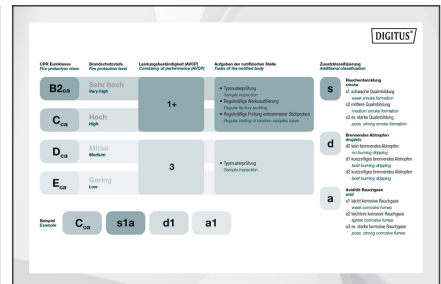 DIGITUS®
CPR Euroklasse
Fire protection class
Brandschutzstufe
Fire protection level
Leistungsbeständigkeit (AVCP)
Constancy of performance (AVCP)
Aufgaben der notifizierten Stelle
Tasks of the notified body
Zusatzklassifizierung
Additional classification
B2ca
Sehr hoch
Very high
Cca
Hoch
High
1+
• Typmusterprüfung
Sample inspection
• Regelmäßige Werksauditierung
Regular factory auditing
• Regelmäßige Prüfung entnommener Stichproben
Regular testing of random samples taken
Dca
Mittel
Medium
Eca
Gering
Low
3
• Typmusterprüfung
Sample inspection
s
Rauchentwicklung
smoke
s1 schwache Qualmbildung
weak smoke formation
s2 mittlere Qualmbildung
medium smoke formation
s3 ev. starke Qualmbildung
poss. strong smoke formation
d
Brennendes Abtropfen
droplets
d0 kein brennendes Abtropfen
no burning dripping
d1 kurzzeitiges brennendes Abtropfen
brief burning dripping
d2 kurzzeitiges brennendes Abtropfen
brief burning dripping
a
Acidität Rauchgase
acid
a1 leicht korrosive Rauchgase
weak corrosive fumes
a2 leichtere korrosive Rauchgase
lighter corrosive fumes
a3 ev. starke korrosive Rauchgase
poss. strong corrosive fumes
Beispiel
Example
Cca
s1a
d1
a1